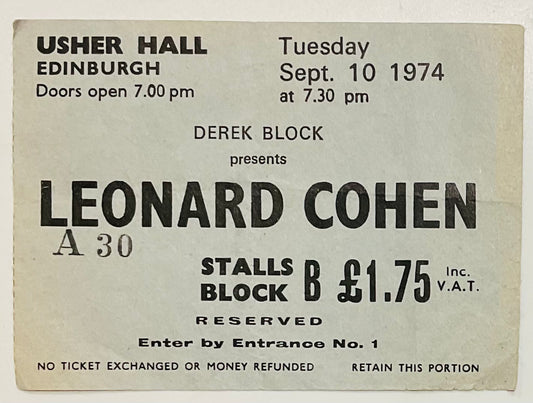 USHER HALL
EDINBURGH
Doors open 7.00 pm
Tuesday
Sept. 10 1974
at 7.30 pm
DEREK BLOCK
presents
LEONARD COHEN
A 30
STALLS
BLOCK B £1.75 Inc. V.A.T.
RESERVED
Enter by Entrance No. 1
NO TICKET EXCHANGED OR MONEY REFUNDED RETAIN THIS PORTION